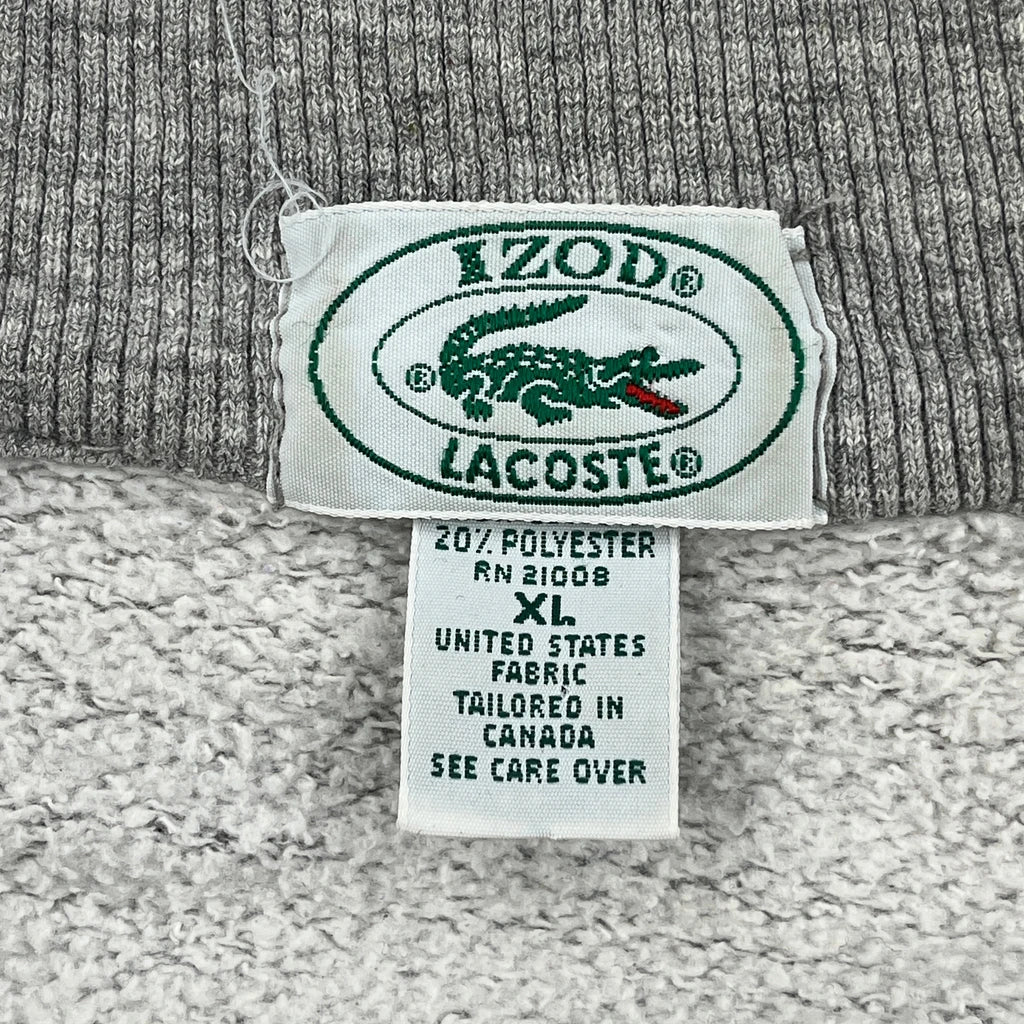 IZOD®
®
LACOSTE®
20% POLYESTER
RN 21008
XL
UNITED STATES
FABRIC
TAILORED IN
CANADA
SEE CARE OVER